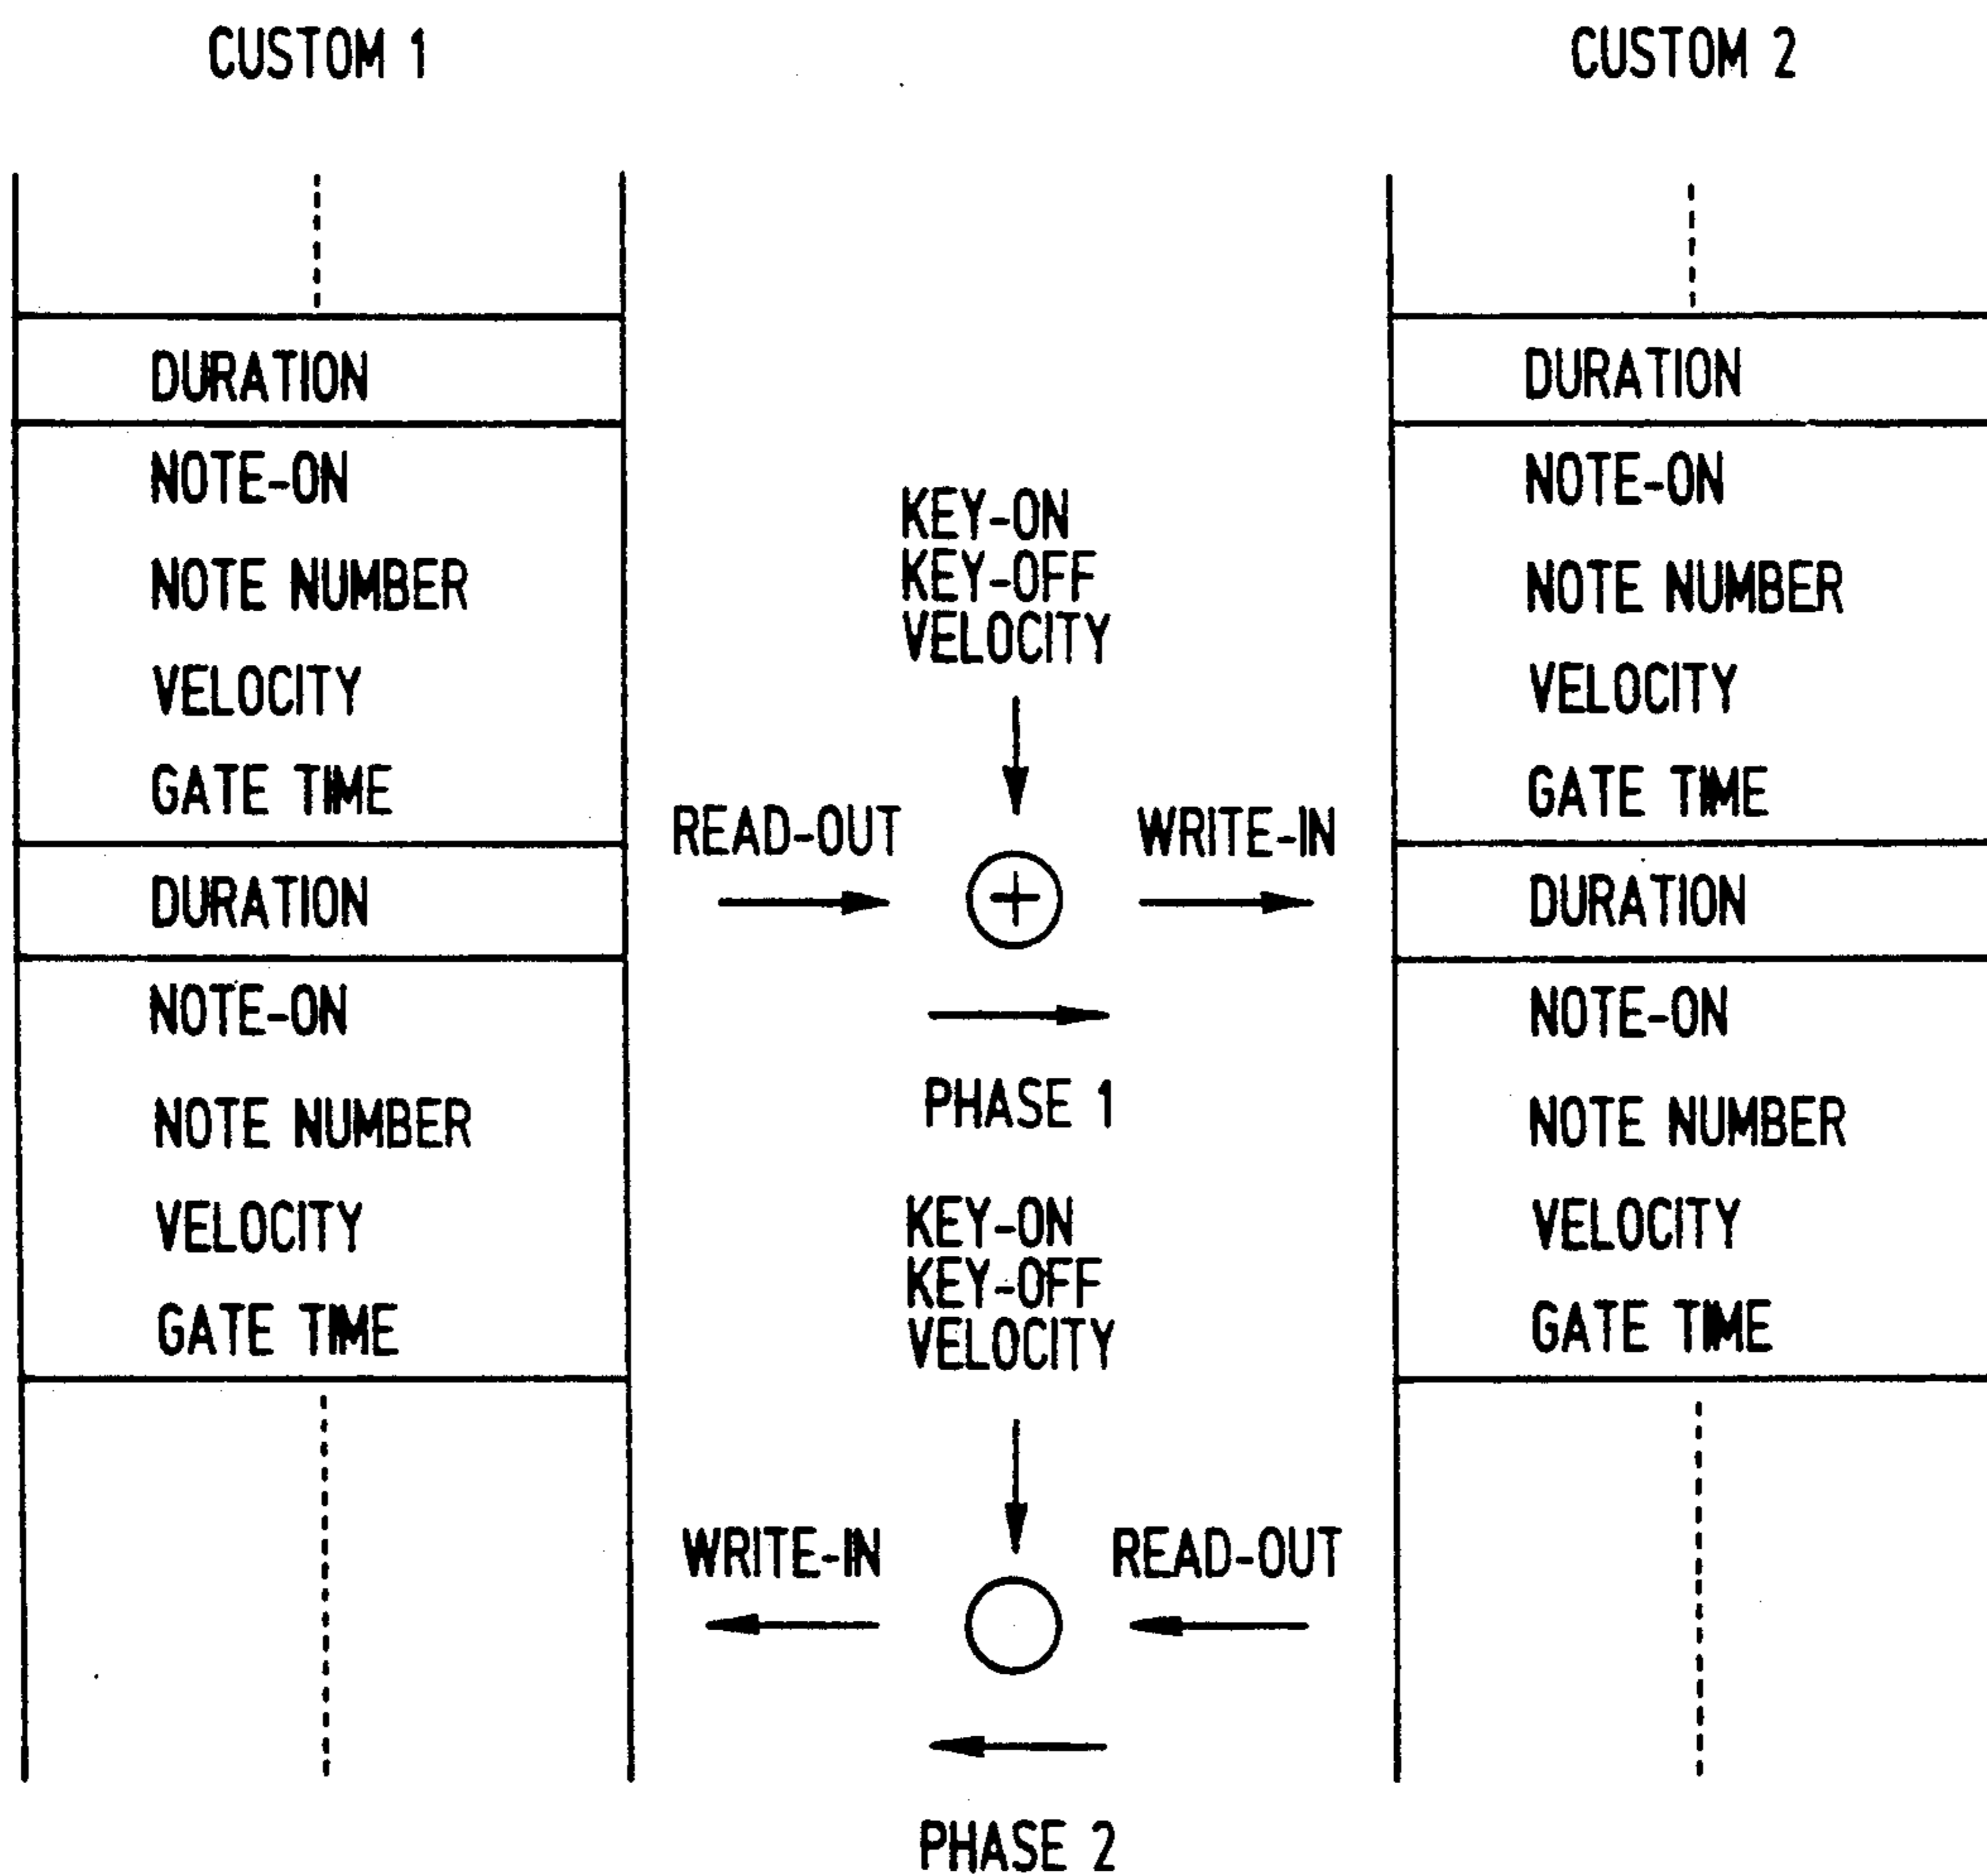 CUSTOM 1
CUSTOM 2
DURATION
NOTE-ON
NOTE NUMBER
VELOCITY
GATE TIME
DURATION
NOTE-ON
NOTE NUMBER
VELOCITY
GATE TIME
KEY-ON
KEY-OFF
VELOCITY
READ-OUT
+
WRITE-IN
PHASE 1
KEY-ON
KEY-OFF
VELOCITY
WRITE-IN
READ-OUT
PHASE 2
DURATION
NOTE-ON
NOTE NUMBER
VELOCITY
GATE TIME
DURATION
NOTE-ON
NOTE NUMBER
VELOCITY
GATE TIME